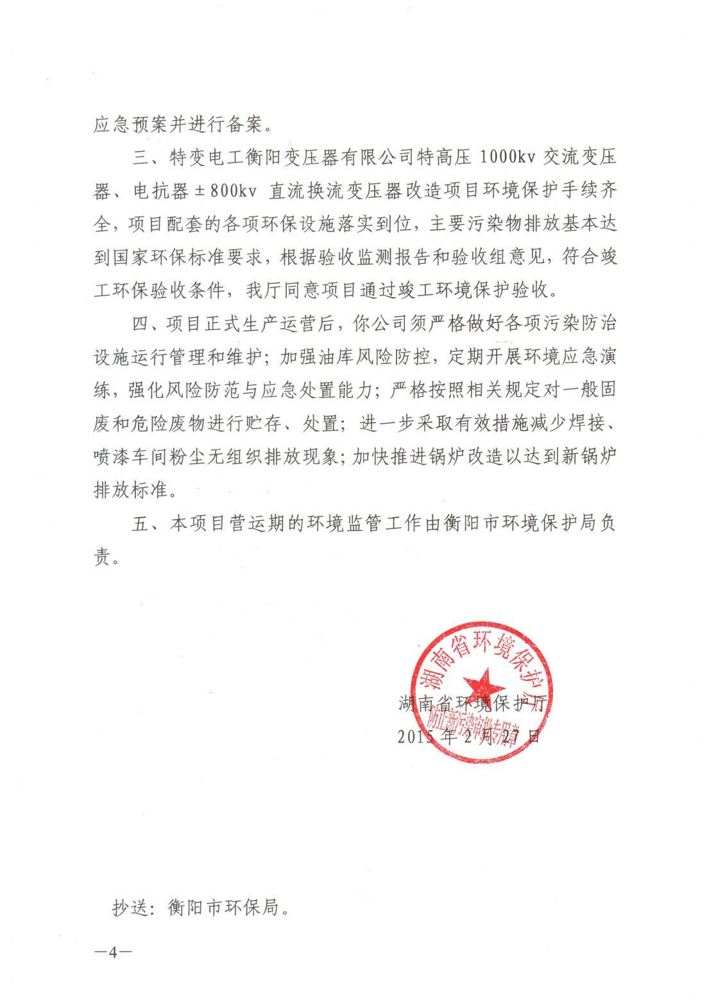 应急预案并进行备案。
三、特变电工衡阳变压器有限公司特高压 1000kv 交流变压
器、电抗器±800kv 直流换流变压器改造项目环境保护手续齐
全，项目配套的各项环保设施落实到位，主要污染物排放基本达
到国家环保标准要求，根据验收监测报告和验收组意见，符合竣
工环保验收条件，我厅同意项目通过竣工环境保护验收。
四、项目正式生产运营后，你公司须严格做好各项污染防治
设施运行管理和维护；加强油库风险防控，定期开展环境应急演
练，强化风险防范与应急处置能力；严格按照相关规定对一般固
废和危险废物进行贮存、处置；进一步采取有效措施减少焊接、
喷漆车间粉尘无组织排放现象；加快推进锅炉改造以达到新锅炉
排放标准。
五、本项目营运期的环境监管工作由衡阳市环境保护局负
责。
湖南省环境保护厅
湖南省环境保护厅
防止新污染审批专用章
2015 年 2 月 27 日
抄送：衡阳市环保局。
—4—